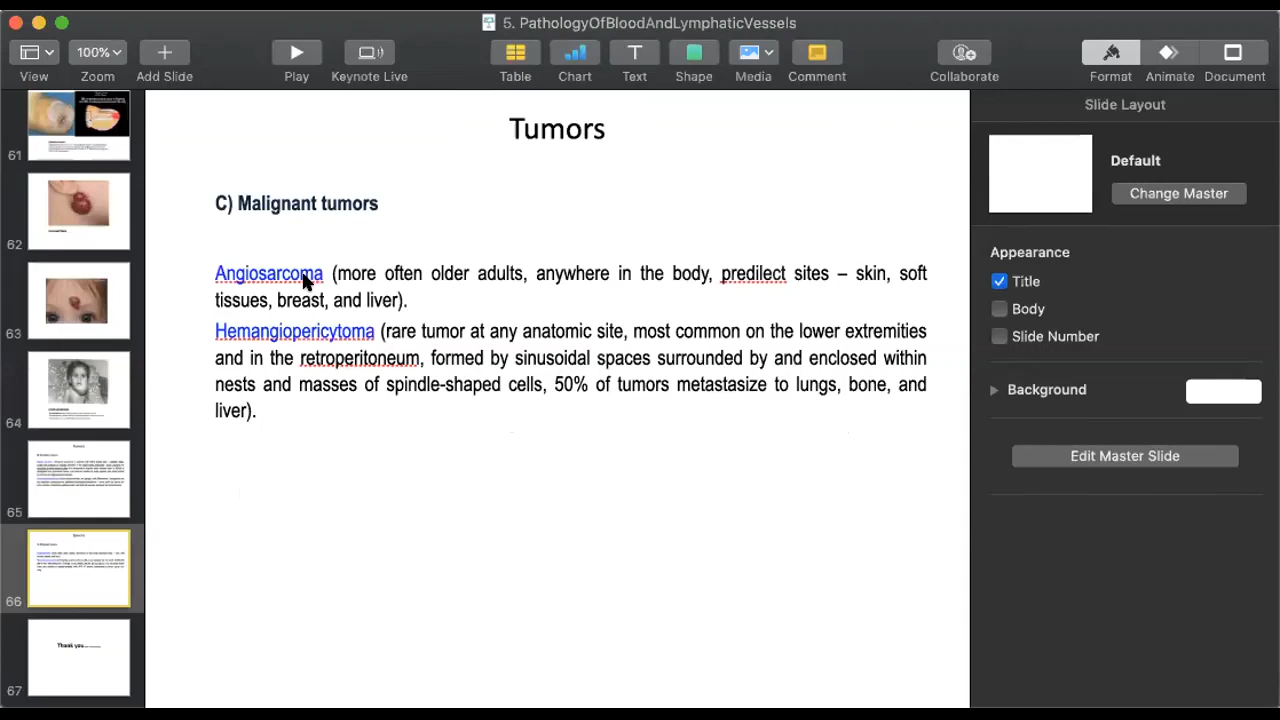 5. PathologyOfBloodAndLymphaticVessels
100%
View Zoom Add Slide Play Keynote Live Table Chart Text Shape Media Comment Collaborate Format Animate Document
61
62
63
64
65
66
67
Tumors
Thank you
Tumors
C) Malignant tumors
Angiosarcoma (more often older adults, anywhere in the body, predilect sites – skin, soft
tissues, breast, and liver).
Hemangiopericytoma (rare tumor at any anatomic site, most common on the lower extremities
and in the retroperitoneum, formed by sinusoidal spaces surrounded by and enclosed within
nests and masses of spindle-shaped cells, 50% of tumors metastasize to lungs, bone, and
liver).
Slide Layout
Default
Change Master
Appearance
Title
Body
Slide Number
Background
Edit Master Slide